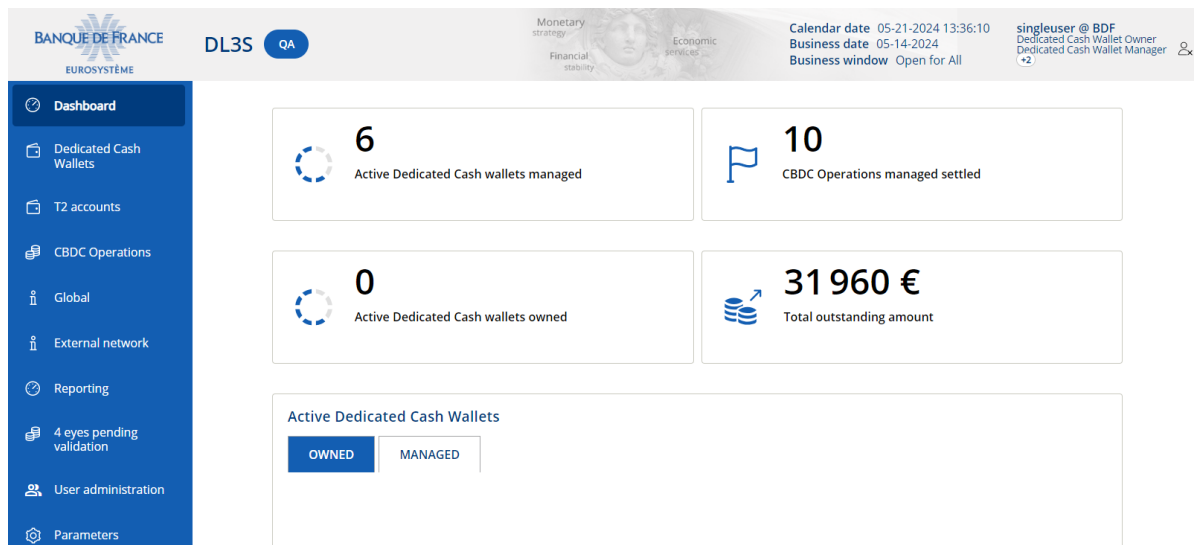 BANQUE DE FRANCE
EUROSYSTÈME
DL3S QA
Monetary
strategy
Economic
services
Financial
stability
Calendar date 05-21-2024 13:36:10
Business date 05-14-2024
Business window Open for All
singleuser @ BDF
Dedicated Cash Wallet Owner
Dedicated Cash Wallet Manager
+2
Dashboard
Dedicated Cash
Wallets
T2 accounts
CBDC Operations
Global
External network
Reporting
4 eyes pending
validation
User administration
Parameters
6
Active Dedicated Cash wallets managed
10
CBDC Operations managed settled
0
Active Dedicated Cash wallets owned
31 960 €
Total outstanding amount
Active Dedicated Cash Wallets
OWNED MANAGED